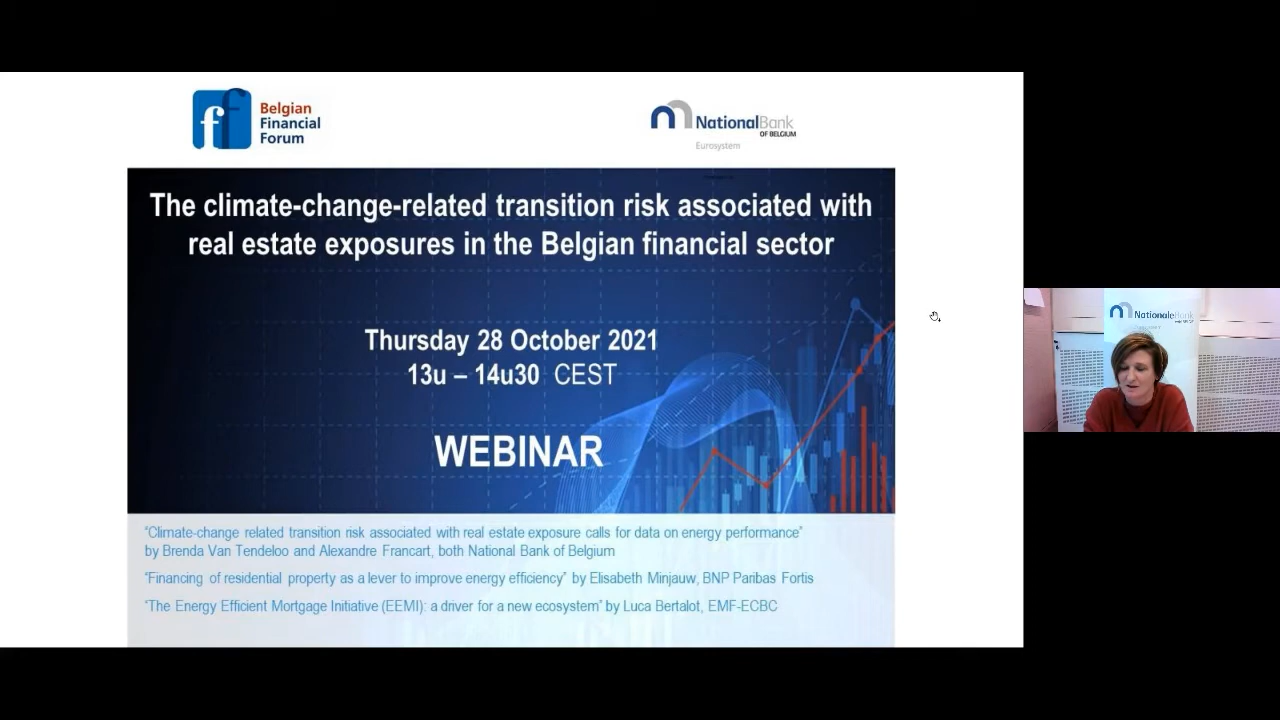 Belgian
Financial
Forum
NationalBank
OF BELGIUM
Eurosystem
The climate-change-related transition risk associated with
real estate exposures in the Belgian financial sector
Thursday 28 October 2021
13u – 14u30 CEST
WEBINAR
“Climate-change related transition risk associated with real estate exposure calls for data on energy performance”
by Brenda Van Tendeloo and Alexandre Francart, both National Bank of Belgium
“Financing of residential property as a lever to improve energy efficiency” by Elisabeth Minjauw, BNP Paribas Fortis
“The Energy Efficient Mortgage Initiative (EEMI): a driver for a new ecosystem” by Luca Bertalot, EMF-ECBC
NationaleBank